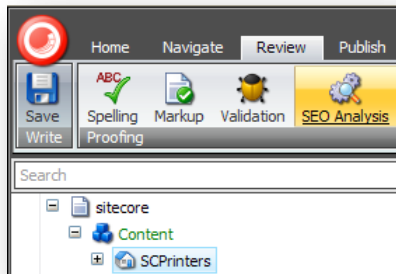 Home Navigate Review Publish
ABC
Save Spelling Markup Validation SEO Analysis
Write Proofing
Search
sitecore
Content
SCPrinters